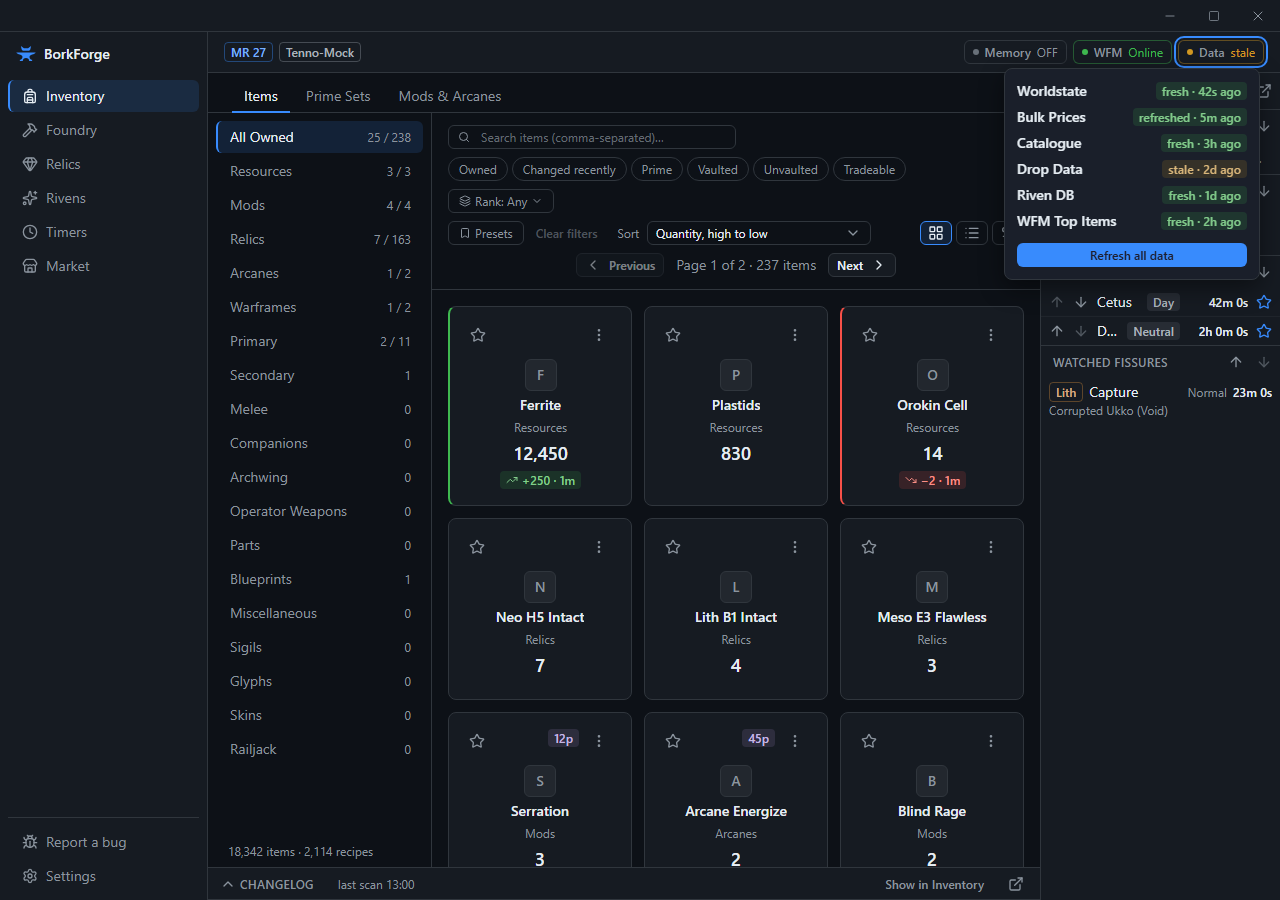 BorkForge
MR 27
Tenno-Mock
Memory OFF
WFM Online
Data stale
Inventory
Foundry
Relics
Rivens
Timers
Market
Report a bug
Settings
Items
Prime Sets
Mods & Arcanes
All Owned 25 / 238
Resources 3 / 3
Mods 4 / 4
Relics 7 / 163
Arcanes 1 / 2
Warframes 1 / 2
Primary 2 / 11
Secondary 1
Melee 0
Companions 0
Archwing 0
Operator Weapons 0
Parts 0
Blueprints 1
Miscellaneous 0
Sigils 0
Glyphs 0
Skins 0
Railjack 0
18,342 items · 2,114 recipes
Search items (comma-separated)...
Owned
Changed recently
Prime
Vaulted
Unvaulted
Tradeable
Rank: Any
Presets
Clear filters
Sort
Quantity, high to low
Previous
Page 1 of 2 · 237 items
Next
F
Ferrite
Resources
12,450
+250 · 1m
P
Plastids
Resources
830
O
Orokin Cell
Resources
14
−2 · 1m
N
Neo H5 Intact
Relics
7
L
Lith B1 Intact
Relics
4
M
Meso E3 Flawless
Relics
3
12p
S
Serration
Mods
3
45p
A
Arcane Energize
Arcanes
2
B
Blind Rage
Mods
2
Worldstate fresh · 42s ago
Bulk Prices refreshed · 5m ago
Catalogue fresh · 3h ago
Drop Data stale · 2d ago
Riven DB fresh · 1d ago
WFM Top Items fresh · 2h ago
Refresh all data
Cetus Day 42m 0s
D... Neutral 2h 0m 0s
WATCHED FISSURES
Lith Capture Normal 23m 0s
Corrupted Ukko (Void)
CHANGELOG
last scan 13:00
Show in Inventory